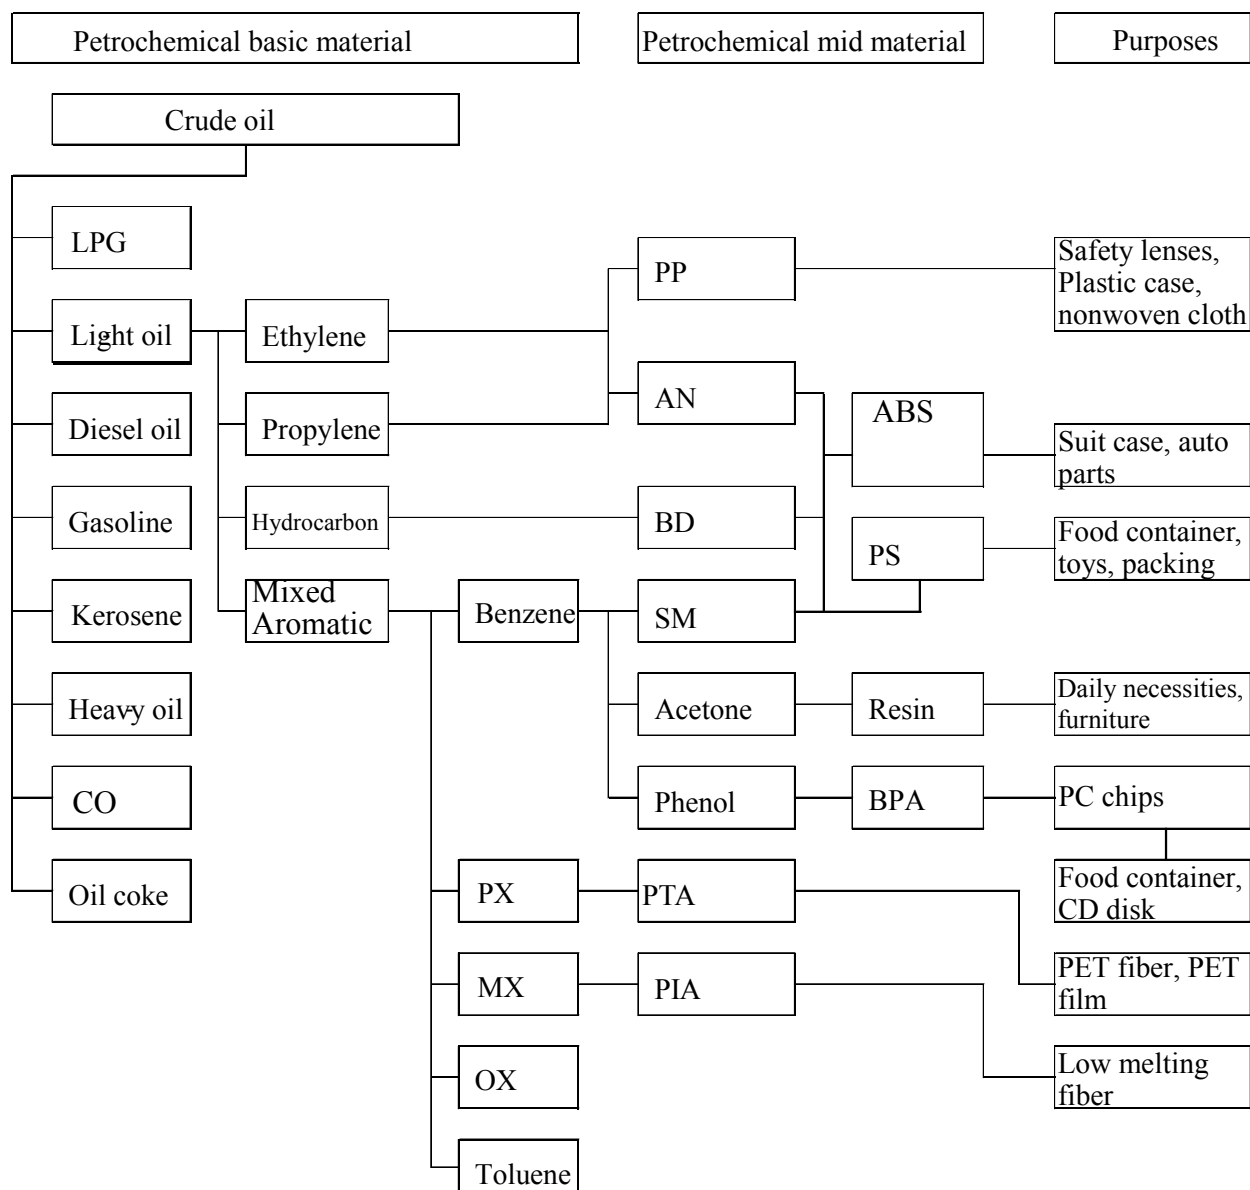 Petrochemical basic material
Petrochemical mid material
Purposes
Crude oil
LPG
PP
Safety lenses,
Plastic case,
nonwoven cloth
Light oil
Ethylene
AN
ABS
Diesel oil
Propylene
Suit case, auto
parts
Gasoline
Hydrocarbon
BD
PS
Food container,
toys, packing
Kerosene
Mixed
Aromatic
Benzene
SM
Heavy oil
Acetone
Resin
Daily necessities,
furniture
CO
Phenol
BPA
PC chips
Oil coke
PX
PTA
Food container,
CD disk
MX
PIA
PET fiber, PET
film
OX
Low melting
fiber
Toluene